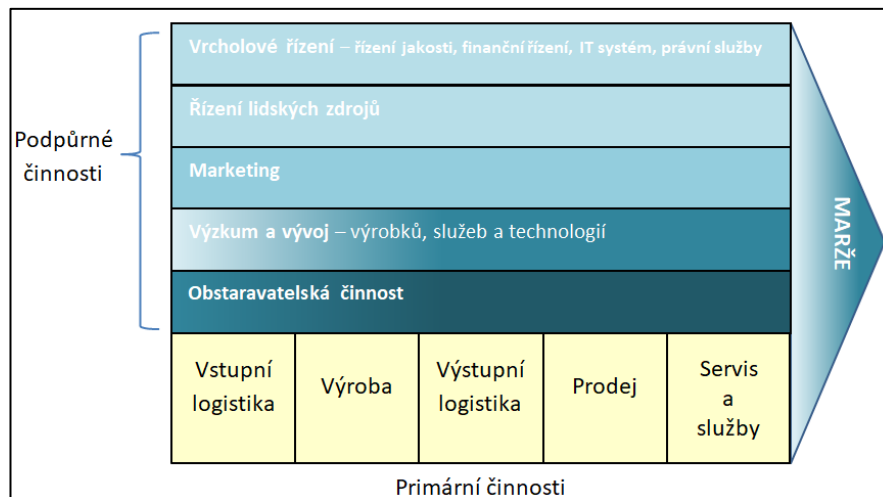 Vrcholové řízení – řízení jakosti, finanční řízení, IT systém, právní služby
Řízení lidských zdrojů
Podpůrné
činnosti
Marketing
Výzkum a vývoj – výrobků, služeb a technologií
Obstaravatelská činnost
MARŽE
Vstupní
logistika
Výroba
Výstupní
logistika
Prodej
Servis
a
služby
Primární činnosti